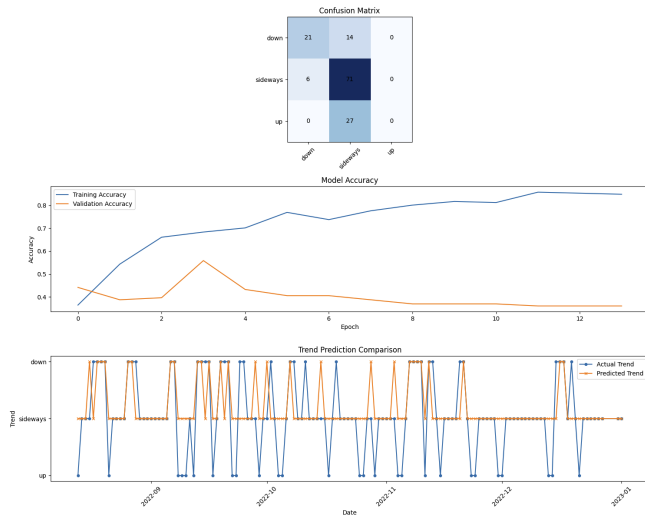 Confusion Matrix
down 21 14 0
sideways 6 0
up 0 27 0
down sideways up
Model Accuracy
Training Accuracy
Validation Accuracy
0.8
0.7
0.6
0.5
0.4
Accuracy
0 2 4 6 8 10 12
Epoch
Trend Prediction Comparison
Actual Trend
Predicted Trend
down
sideways
up
Trend
2022-09 2022-10 2022-11 2022-12 2023-01
Date